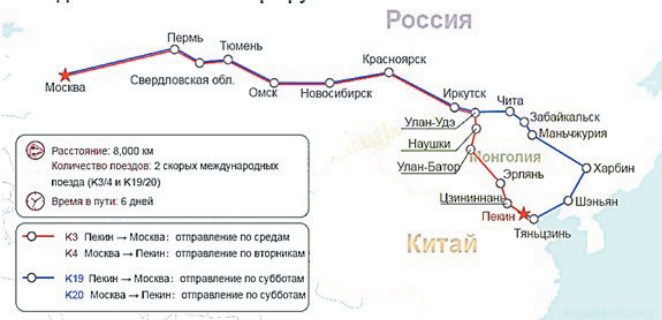 Россия
Пермь
Тюмень
Москва
Свердловская обл.
Омск
Новосибирск
Красноярск
Иркутск
Улан-Удэ
Чита
Забайкальск
Маньчжурия
Наушки
Улан-Батор
Монголия
Харбин
Эрлянь
Цзининнань
Шэньян
Пекин
Тяньцзинь
Китай
Расстояние: 8,000 км
Количество поездов: 2 скорых международных
поезда (К3/4 и К19/20)
Время в пути: 6 дней
К3 Пекин → Москва: отправление по средам
К4 Москва → Пекин: отправление по вторникам
К19 Пекин → Москва: отправление по субботам
К20 Москва → Пекин: отправление по субботам